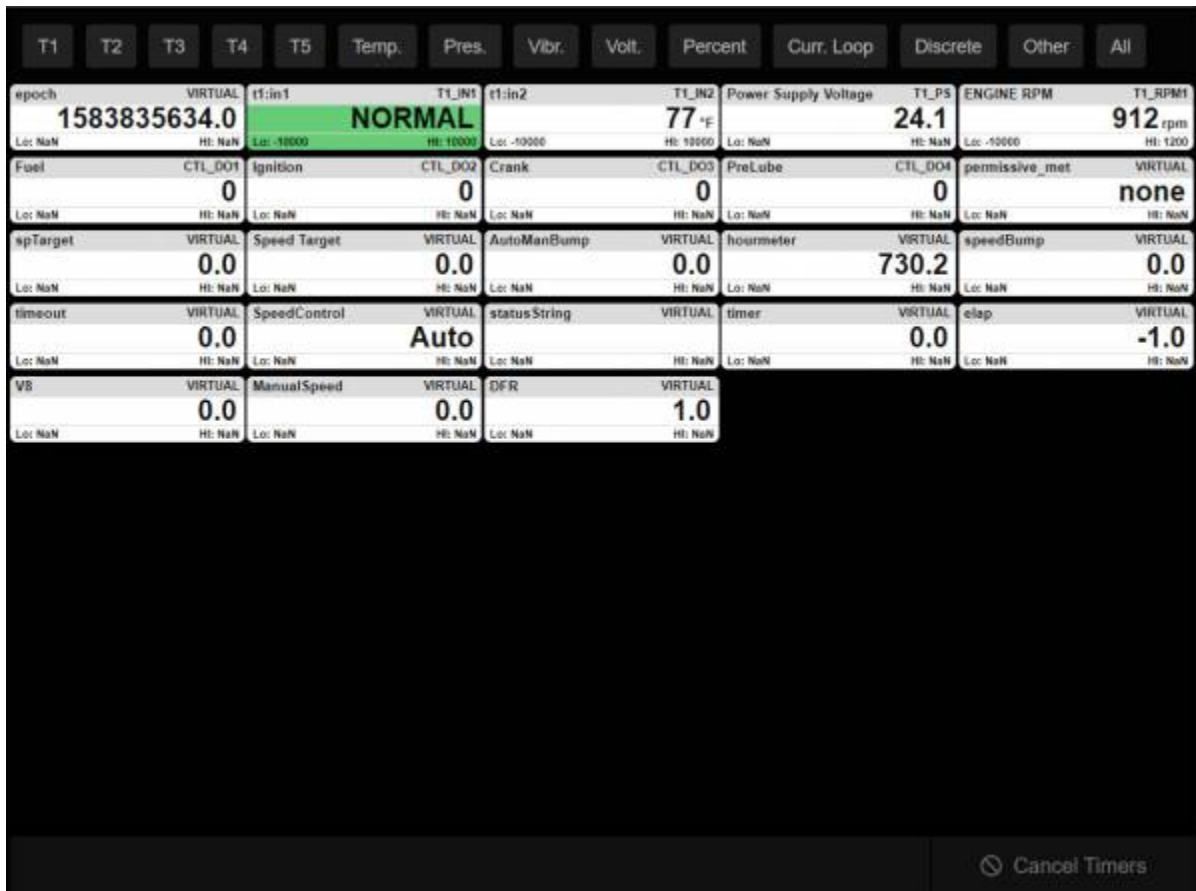 T1 T2 T3 T4 T5 Temp. Pres. Vibr. Volt. Percent Curr. Loop Discrete Other All
epoch VIRTUAL t1:in1 T1_IN1 t1:in2 T1_IN2 Power Supply Voltage T1_PS ENGINE RPM T1_RPM1
1583835634.0 NORMAL 77 °F 24.1 912 rpm
Lo: NaN HI: NaN Lo: -10000 HI: 10000 Lo: -10000 HI: 10000 Lo: NaN HI: NaN Lo: -10000 HI: 1200
Fuel CTL_DO1 Ignition CTL_DO2 Crank CTL_DO3 PreLube CTL_DO4 permissive_met VIRTUAL
0 0 0 0 none
Lo: NaN HI: NaN Lo: NaN HI: NaN Lo: NaN HI: NaN Lo: NaN HI: NaN Lo: NaN HI: NaN
spTarget VIRTUAL Speed Target VIRTUAL AutoManBump VIRTUAL hourmeter VIRTUAL speedBump VIRTUAL
0.0 0.0 0.0 730.2 0.0
Lo: NaN HI: NaN Lo: NaN HI: NaN Lo: NaN HI: NaN Lo: NaN HI: NaN Lo: NaN HI: NaN
timeout VIRTUAL SpeedControl VIRTUAL statusString VIRTUAL timer VIRTUAL elap VIRTUAL
0.0 Auto 0.0 -1.0
Lo: NaN HI: NaN Lo: NaN HI: NaN Lo: NaN HI: NaN Lo: NaN HI: NaN Lo: NaN HI: NaN
V8 VIRTUAL ManualSpeed VIRTUAL DFR VIRTUAL
0.0 0.0 1.0
Lo: NaN HI: NaN Lo: NaN HI: NaN Lo: NaN HI: NaN
Cancel Timers